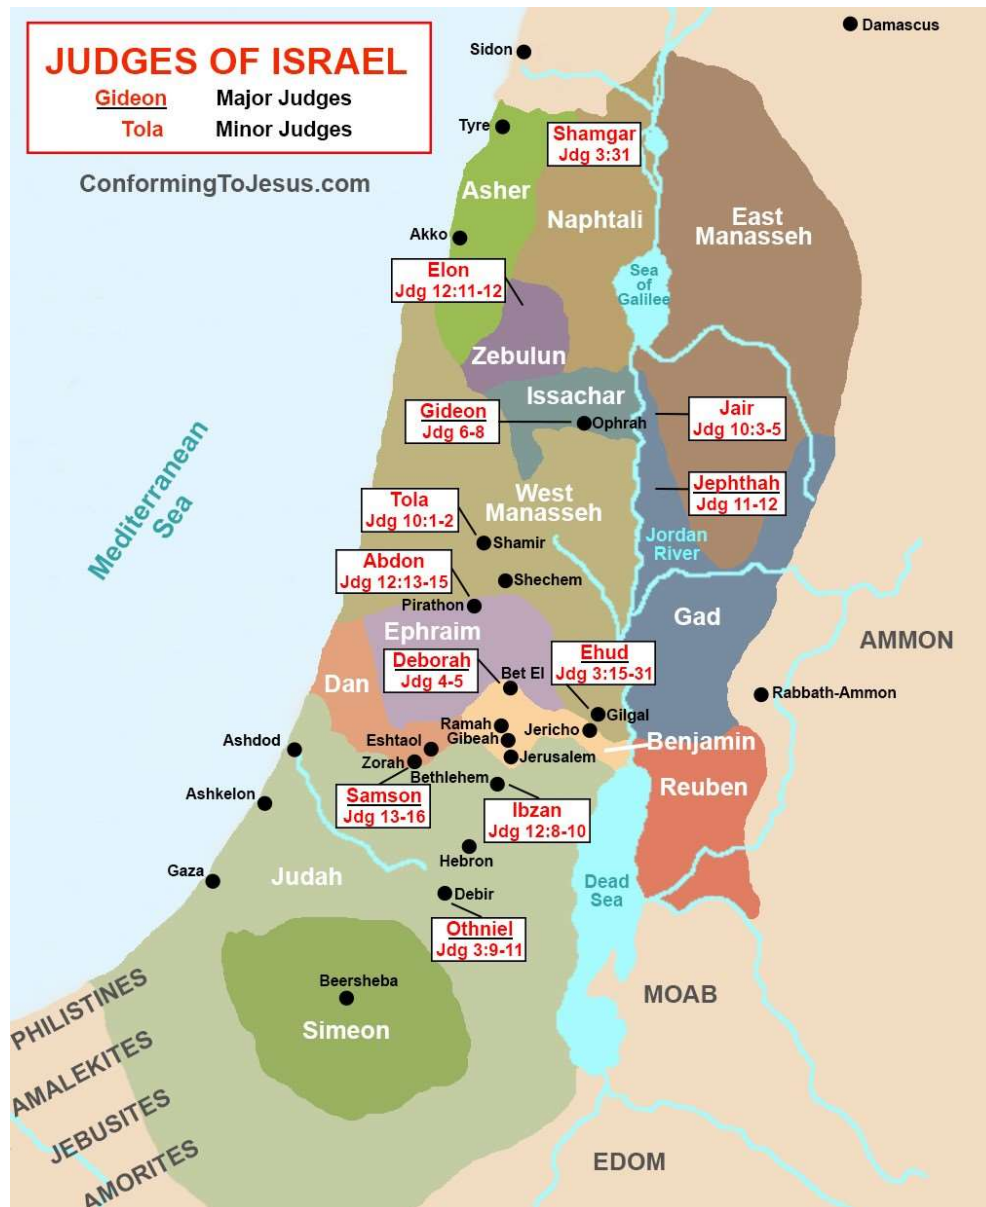 JUDGES OF ISRAEL
Gideon Major Judges
Tola Minor Judges
ConformingToJesus.com
Damascus
Sidon
Tyre
Shamgar
Jdg 3:31
Asher
Naphtali
East
Manasseh
Akko
Elon
Jdg 12:11-12
Sea
of
Galilee
Zebulun
Issachar
Gideon
Jdg 6-8
Ophrah
Jair
Jdg 10:3-5
Mediterranean
Sea
West
Manasseh
Jephthah
Jdg 11-12
Tola
Jdg 10:1-2
Shamir
Jordan
River
Abdon
Jdg 12:13-15
Shechem
Pirathon
Ephraim
Gad
AMMON
Deborah
Jdg 4-5
Bet El
Ehud
Jdg 3:15-31
Dan
Rabbath-Ammon
Gilgal
Ramah
Jericho
Gibeah
Benjamin
Ashdod
Eshtaol
Zorah
Jerusalem
Bethlehem
Reuben
Ashkelon
Samson
Jdg 13-16
Ibzan
Jdg 12:8-10
Hebron
Gaza
Judah
Debir
Dead
Sea
Othniel
Jdg 3:9-11
Beersheba
Simeon
MOAB
PHILISTINES
AMALEKITES
JEBUSITES
AMORITES
EDOM